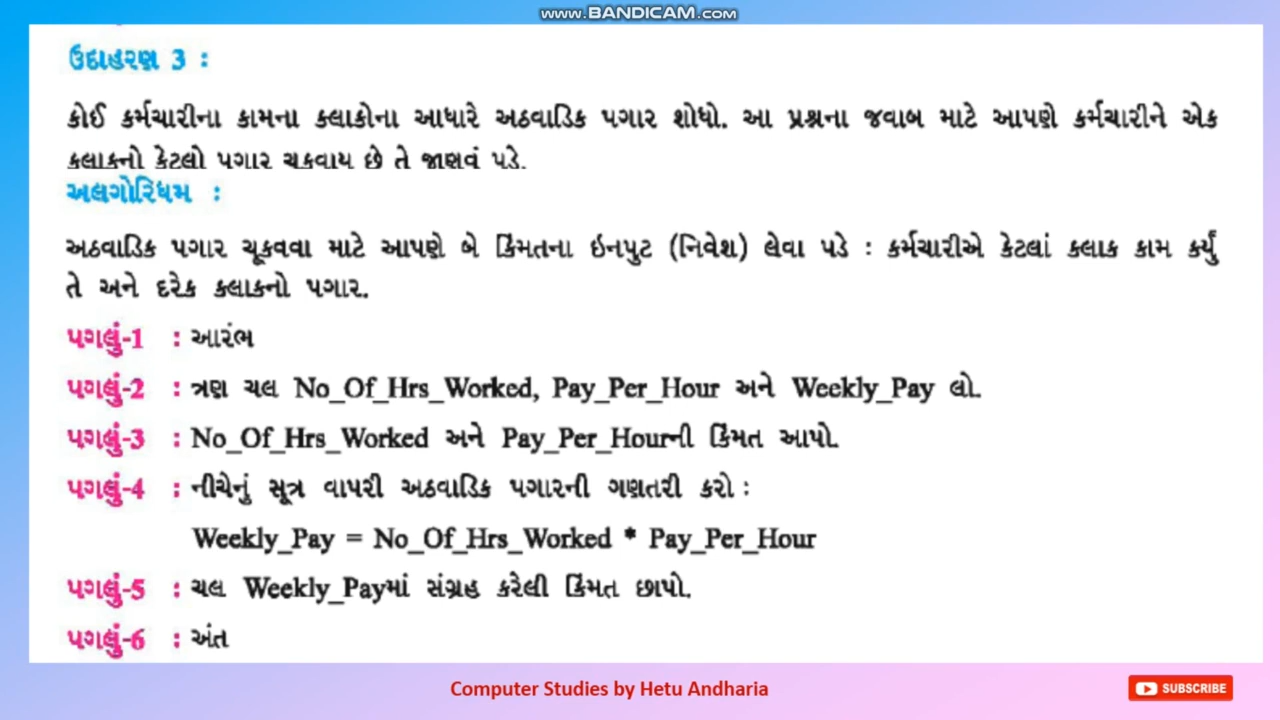 www.BANDICAM.com
ઉદાહરણ 3 :
કોઈ કર્મચારીના કામના કલાકોના આધારે અઠવાડિક પગાર શોધો. આ પ્રશ્નના જવાબ માટે આપણે કર્મચારીને એક
કલાકનો કેટલો પગાર ચૂકવાય છે તે જાણવું પડે.
અલગોરિધમ :
અઠવાડિક પગાર ચૂકવવા માટે આપણે બે કિંમતના ઇનપુટ (નિવેશ) લેવા પડે : કર્મચારીએ કેટલાં કલાક કામ કર્યું
તે અને દરેક કલાકનો પગાર.
પગલું-1 : આરંભ
પગલું-2 : ત્રણ ચલ No_Of_Hrs_Worked, Pay_Per_Hour અને Weekly_Pay લો.
પગલું-3 : No_Of_Hrs_Worked અને Pay_Per_Hourની કિંમત આપો.
પગલું-4 : નીચેનું સૂત્ર વાપરી અઠવાડિક પગારની ગણતરી કરો :
Weekly_Pay = No_Of_Hrs_Worked * Pay_Per_Hour
પગલું-5 : ચલ Weekly_Payમાં સંગ્રહ કરેલી કિંમત છાપો.
પગલું-6 : અંત
Computer Studies by Hetu Andharia
SUBSCRIBE